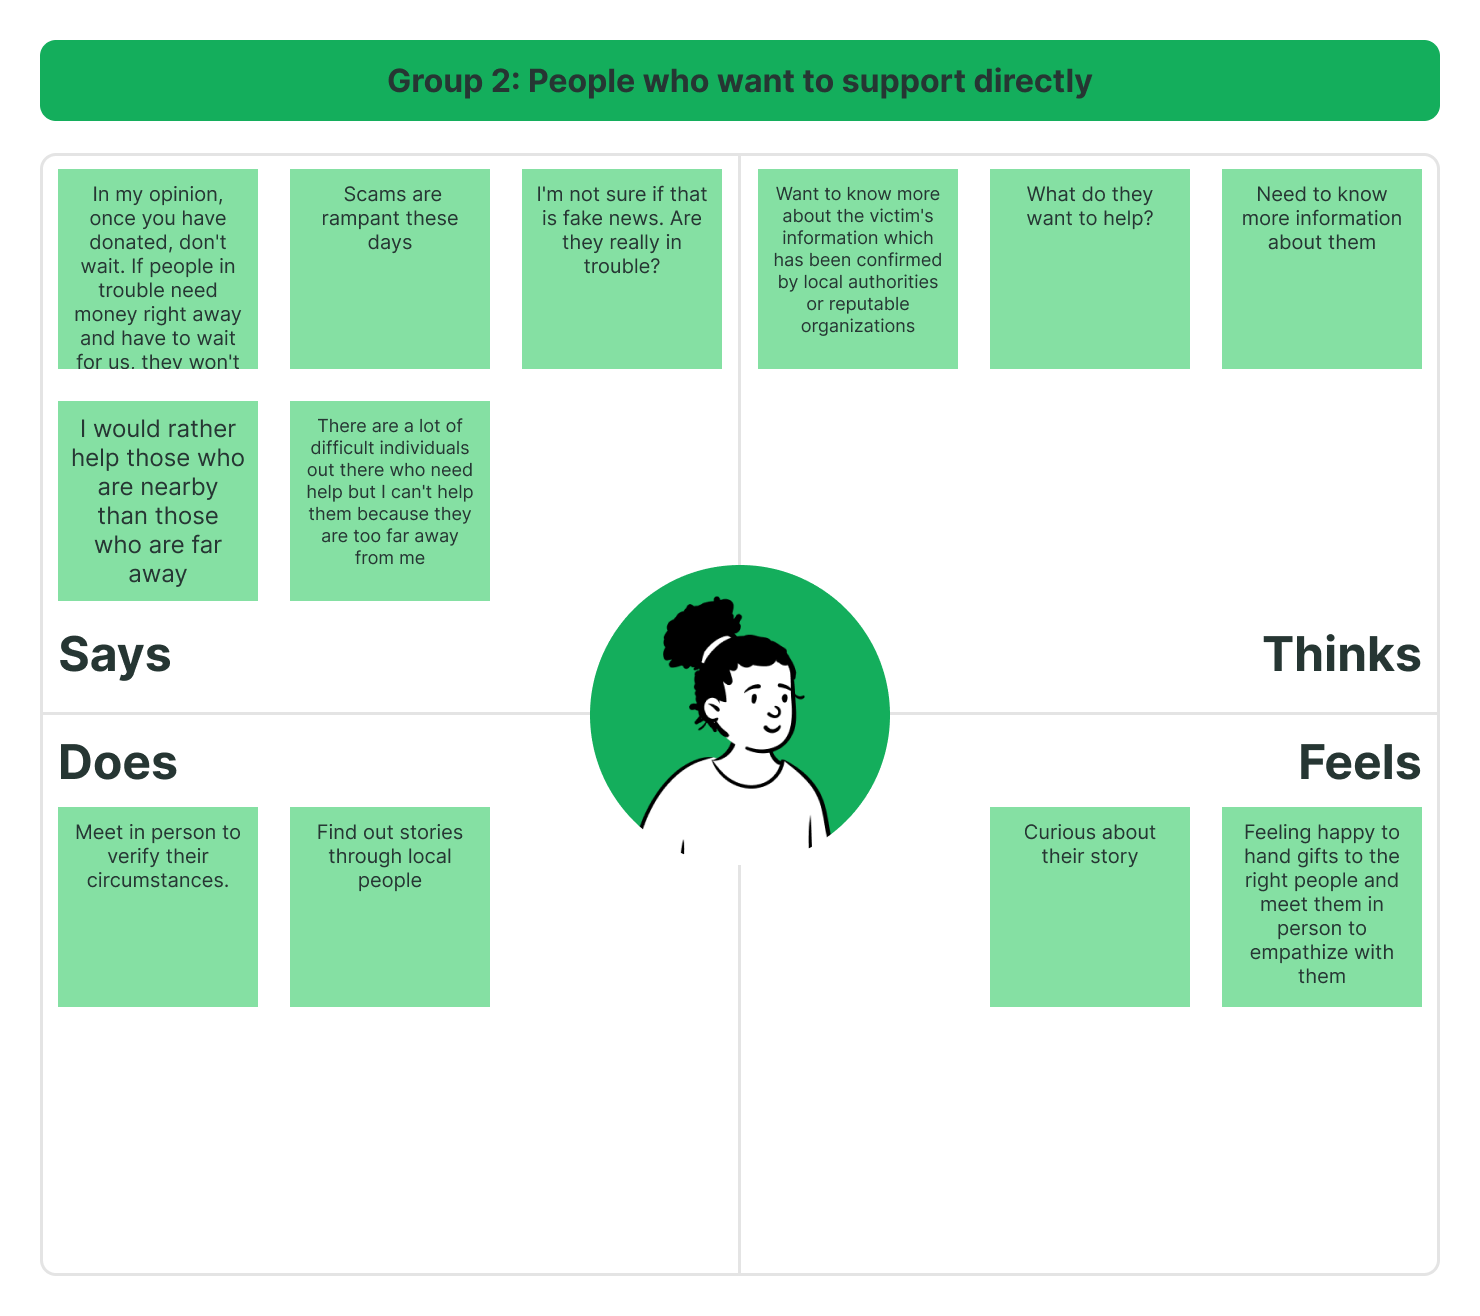 Group 2: People who want to support directly
In my opinion,
once you have
donated, don't
wait. If people in
trouble need
money right away
and have to wait
for us, they won't
Scams are
rampant these
days
I'm not sure if that
is fake news. Are
they really in
trouble?
I would rather
help those who
are nearby
than those
who are far
away
There are a lot of
difficult individuals
out there who need
help but I can't help
them because they
are too far away
from me
Says
Want to know more
about the victim's
information which
has been confirmed
by local authorities
or reputable
organizations
What do they
want to help?
Need to know
more information
about them
Thinks
Does
Meet in person to
verify their
circumstances.
Find out stories
through local
people
Feels
Curious about
their story
Feeling happy to
hand gifts to the
right people and
meet them in
person to
empathize with
them